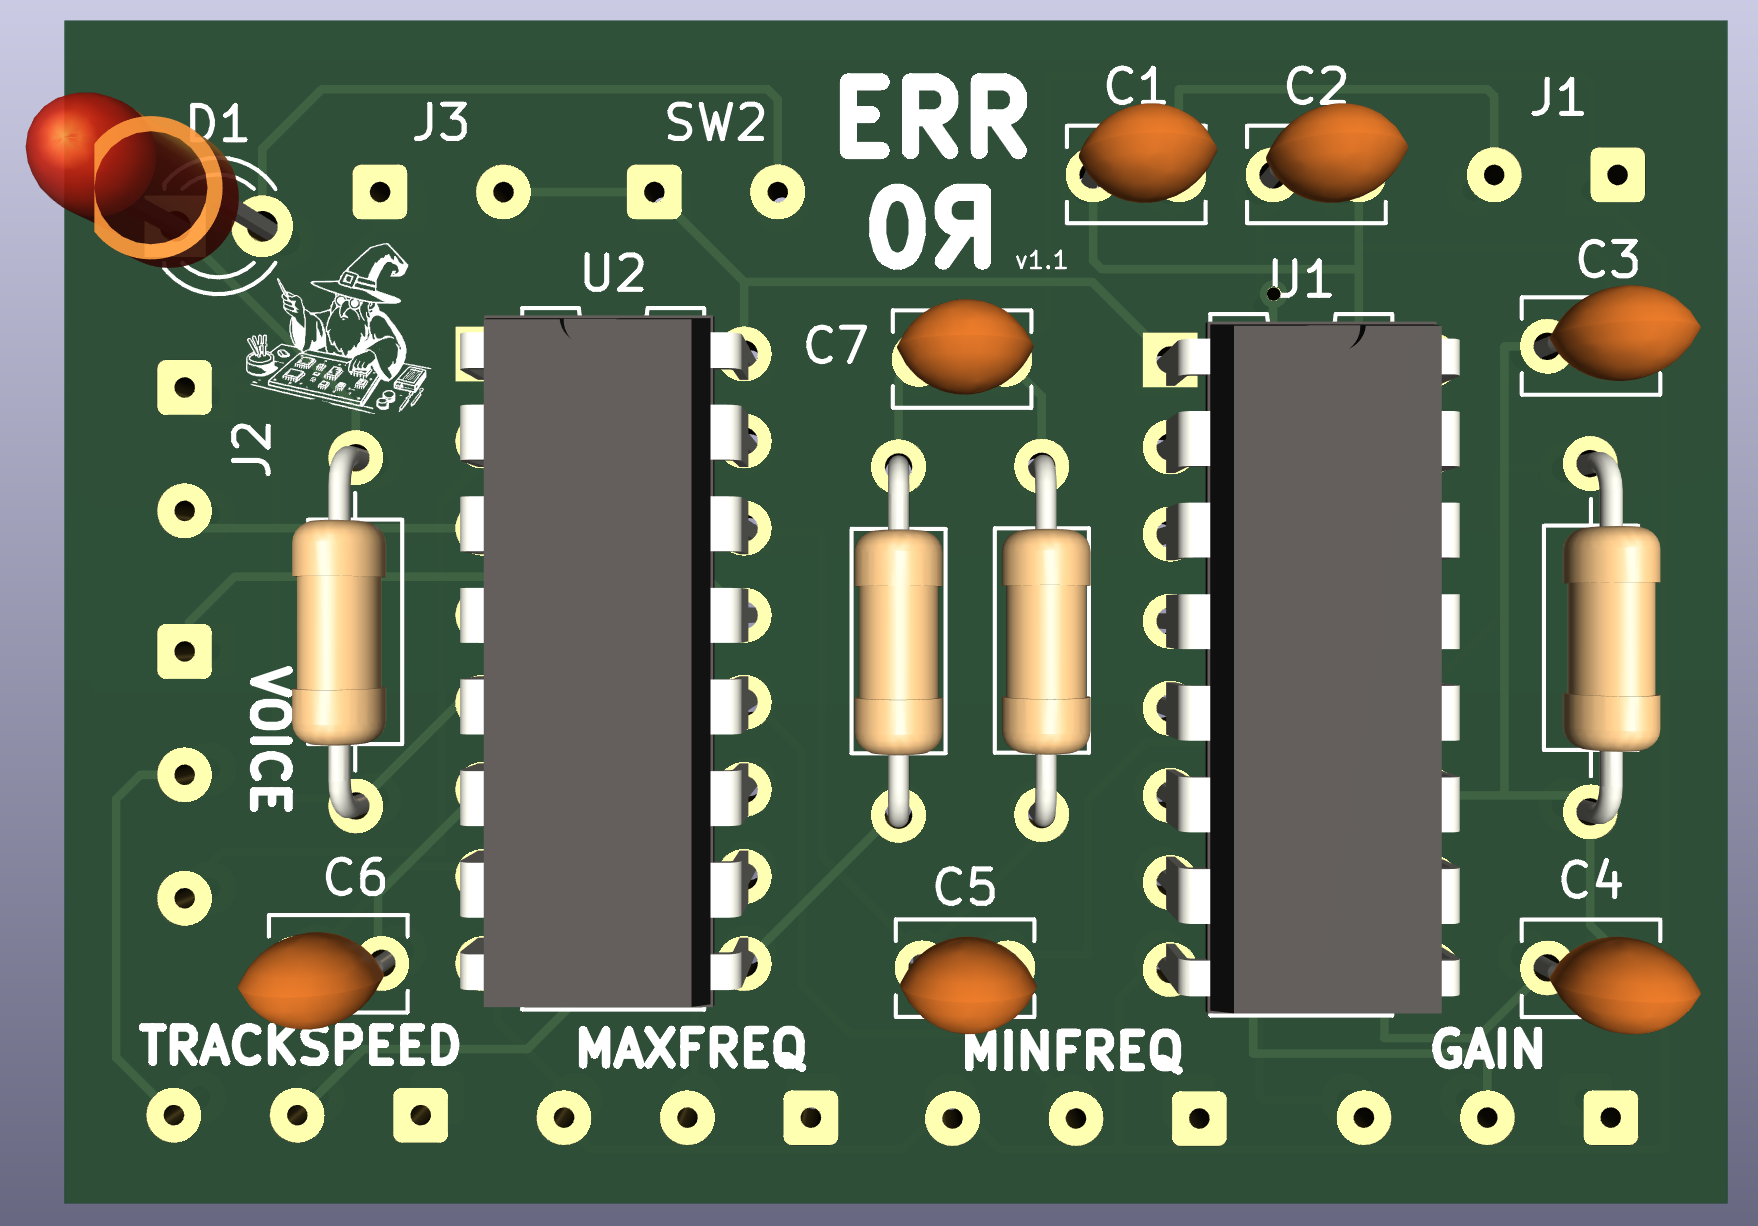 D1
J3
SW2
ERR
OЯ
v1.1
C1
C2
J1
U2
C7
U1
C3
J2
VOICE
C6
C5
C4
TRACKSPEED
MAXFREQ
MINFREQ
GAIN